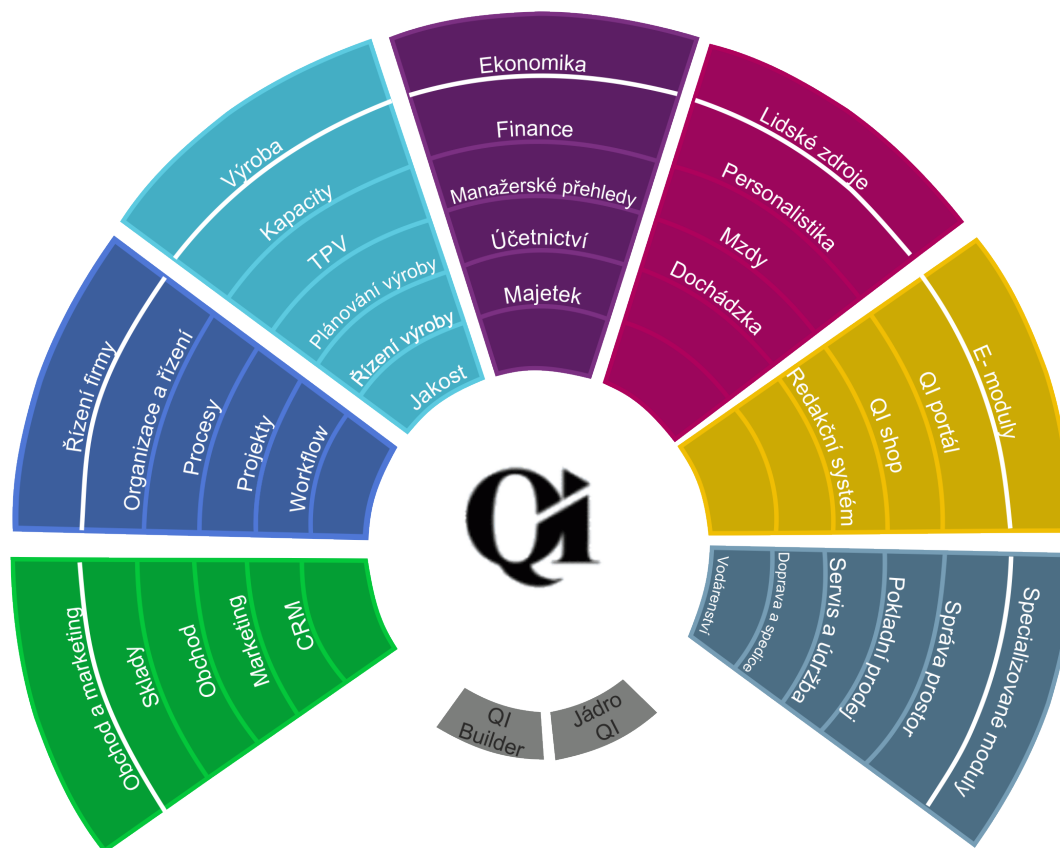 Obchod a marketing
Sklady
Obchod
Marketing
CRM
Řízení firmy
Organizace a řízení
Procesy
Projekty
Workflow
Výroba
Kapacity
TPV
Plánování výroby
Řízení výroby
Jakost
Ekonomika
Finance
Manažerské přehledy
Účetnictví
Majetek
Lidské zdroje
Personalistika
Mzdy
Dochádzka
E- moduly
QI portál
QI shop
Redakční systém
Specializované moduly
Správa prostor
Pokladní prodej
Servis a údržba
Doprava a spedice
Vodárenství
QI
QI
Builder
Jádro
QI